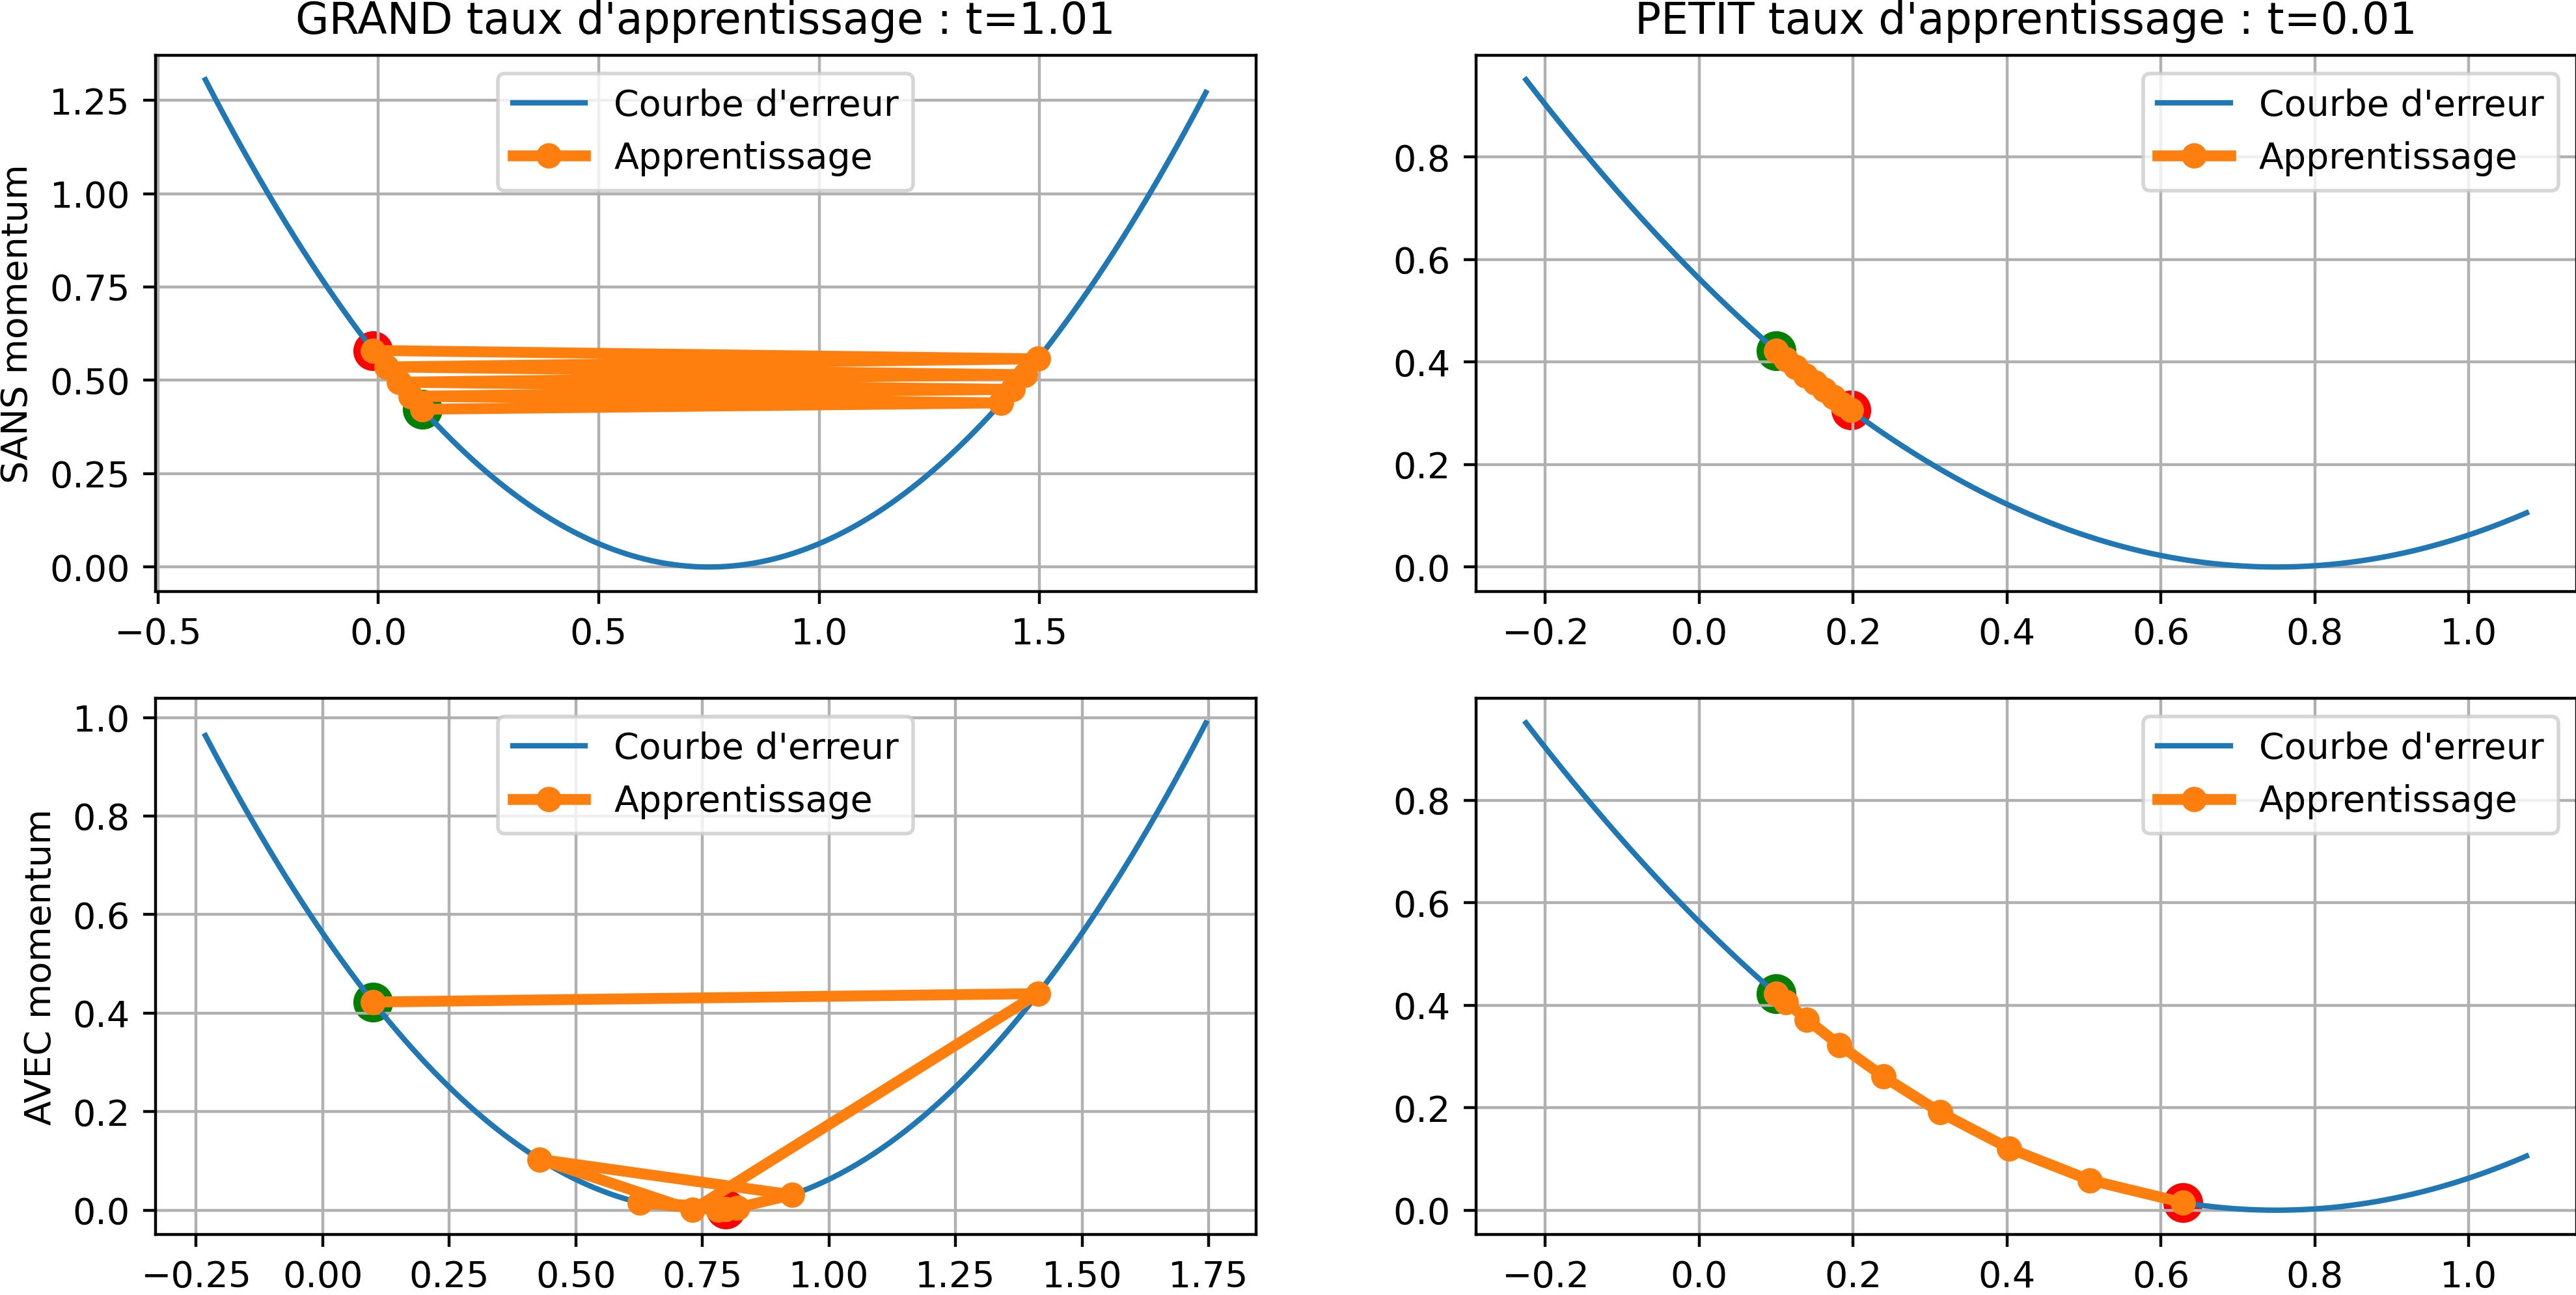 GRAND taux d'apprentissage : t=1.01
PETIT taux d'apprentissage : t=0.01
SANS momentum
1.25
1.00
0.75
0.50
0.25
0.00
Courbe d'erreur
Apprentissage
−0.5 0.0 0.5 1.0 1.5
0.8
0.6
0.4
0.2
0.0
Courbe d'erreur
Apprentissage
−0.2 0.0 0.2 0.4 0.6 0.8 1.0
AVEC momentum
1.0
0.8
0.6
0.4
0.2
0.0
Courbe d'erreur
Apprentissage
−0.25 0.00 0.25 0.50 0.75 1.00 1.25 1.50 1.75
0.8
0.6
0.4
0.2
0.0
Courbe d'erreur
Apprentissage
−0.2 0.0 0.2 0.4 0.6 0.8 1.0